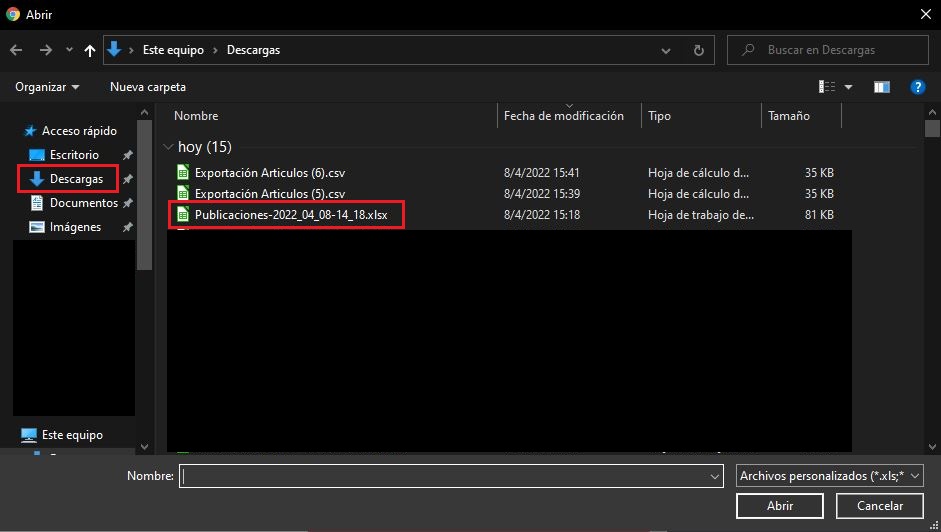 Abrir
Este equipo > Descargas
Buscar en Descargas
Organizar
Nueva carpeta
Nombre Fecha de modificación Tipo Tamaño
Acceso rápido
Escritorio
Descargas
Documentos
Imágenes
Este equipo
hoy (15)
Exportación Articulos (6).csv 8/4/2022 15:41 Hoja de cálculo d... 35 KB
Exportación Articulos (5).csv 8/4/2022 15:39 Hoja de cálculo d... 35 KB
Publicaciones-2022_04_08-14_18.xlsx 8/4/2022 15:18 Hoja de trabajo de... 81 KB
Nombre:
Archivos personalizados (*.xls;*
Abrir
Cancelar